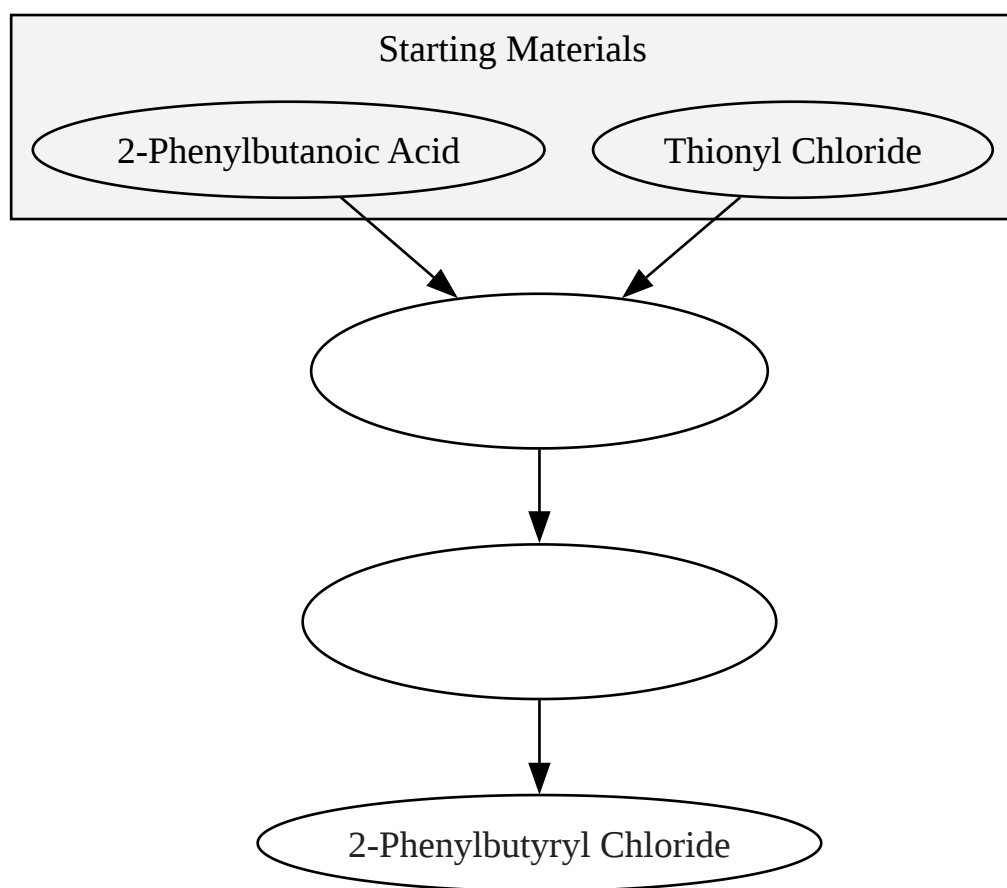 Starting Materials
2-Phenylbutanoic Acid
Thionyl Chloride
2-Phenylbutyryl Chloride